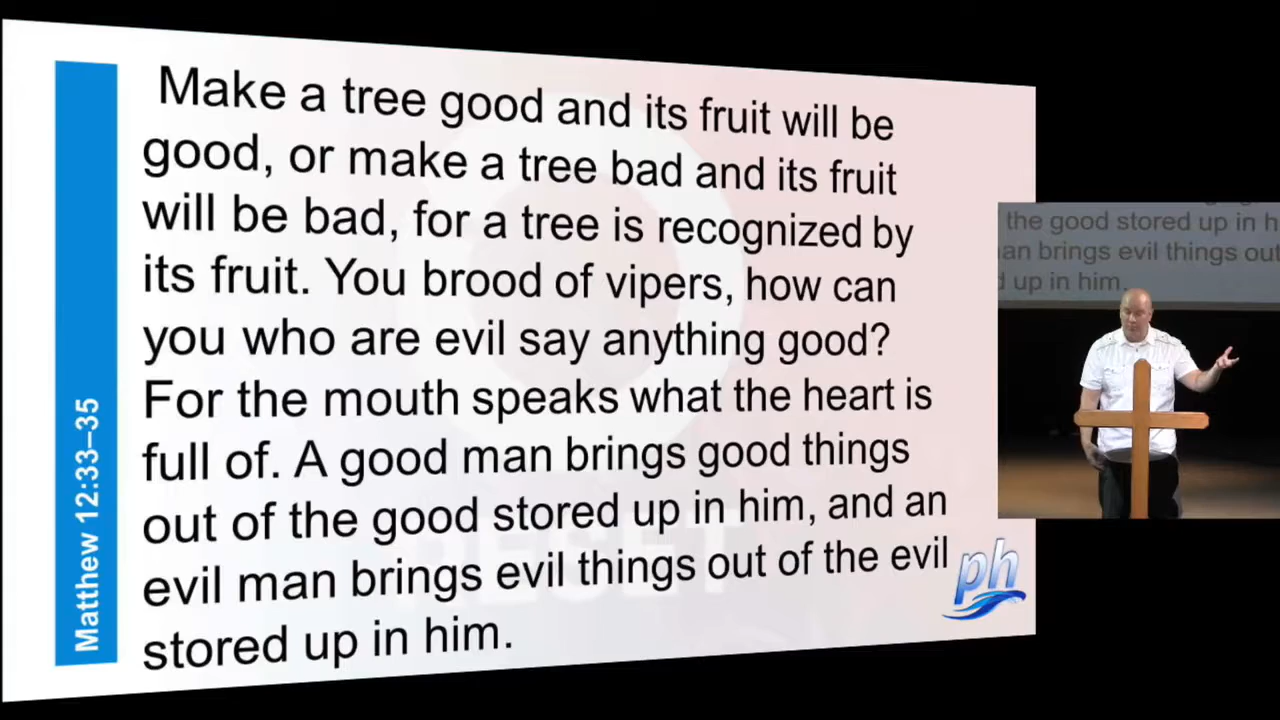 Make a tree good and its fruit will be
good, or make a tree bad and its fruit
will be bad, for a tree is recognized by
its fruit. You brood of vipers, how can
you who are evil say anything good?
For the mouth speaks what the heart is
full of. A good man brings good things
out of the good stored up in him, and an
evil man brings evil things out of the evil
stored up in him.
Matthew 12:33–35
ph
the good stored up in
brings evil things out
up in him.
RESET